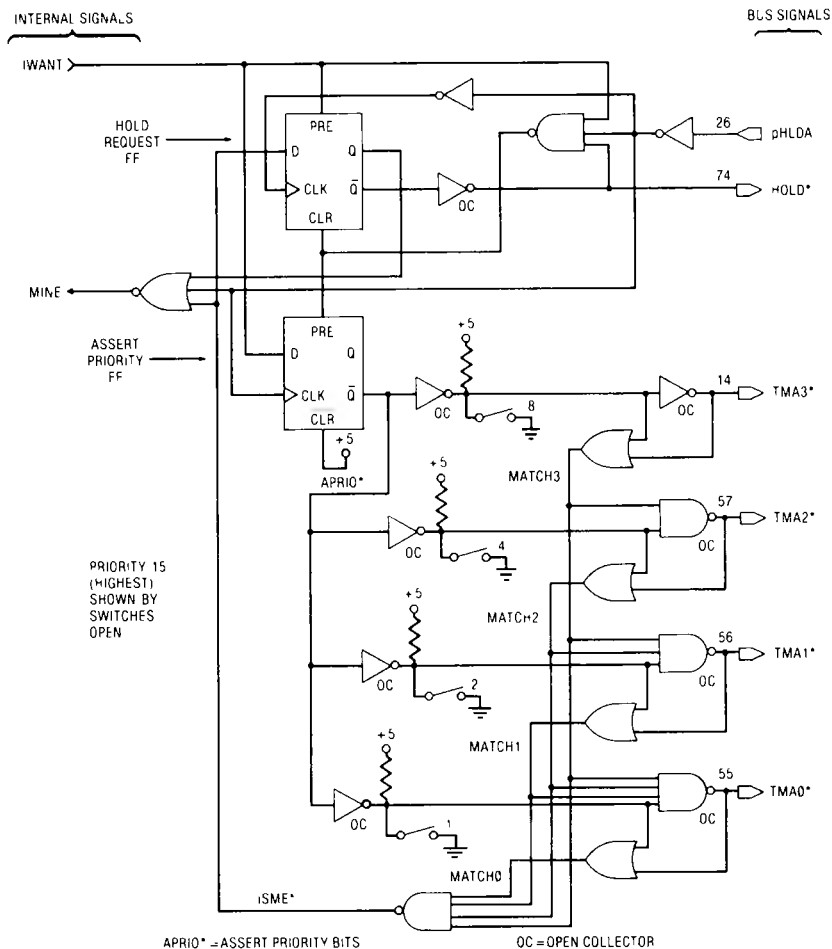 INTERNAL SIGNALS
BUS SIGNALS
IWANT
26
pHLDA
HOLD
REQUEST
FF
PRE
D Q
CLK Q̅
CLR
OC
74
HOLD*
MINE
ASSERT
PRIORITY
FF
PRE
D Q
CLK Q̅
CLR
+5
APRIO*
OC
+5
8
OC
14
TMA3*
MATCH3
+5
OC
4
57
OC
TMA2*
MATCH2
PRIORITY 15
(HIGHEST)
SHOWN BY
SWITCHES
OPEN
+5
OC
2
56
OC
TMA1*
MATCH1
+5
OC
1
55
OC
TMA0*
MATCH0
iSME*
APRIO* = ASSERT PRIORITY BITS
OC = OPEN COLLECTOR